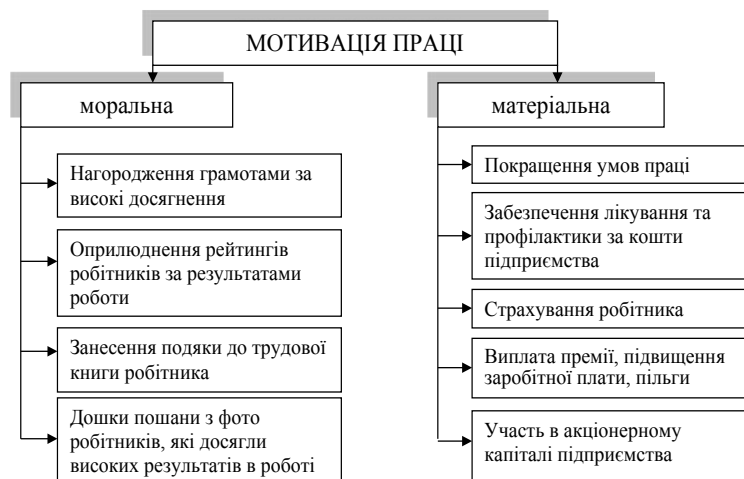 МОТИВАЦІЯ ПРАЦІ
моральна
Нагородження грамотами за
високі досягнення
Оприлюднення рейтингів
робітників за результатами
роботи
Занесення подяки до трудової
книги робітника
Дошки пошани з фото
робітників, які досягли
високих результатів в роботі
матеріальна
Покращення умов праці
Забезпечення лікування та
профілактики за кошти
підприємства
Страхування робітника
Виплата премії, підвищення
заробітної плати, пільги
Участь в акціонерному
капіталі підприємства